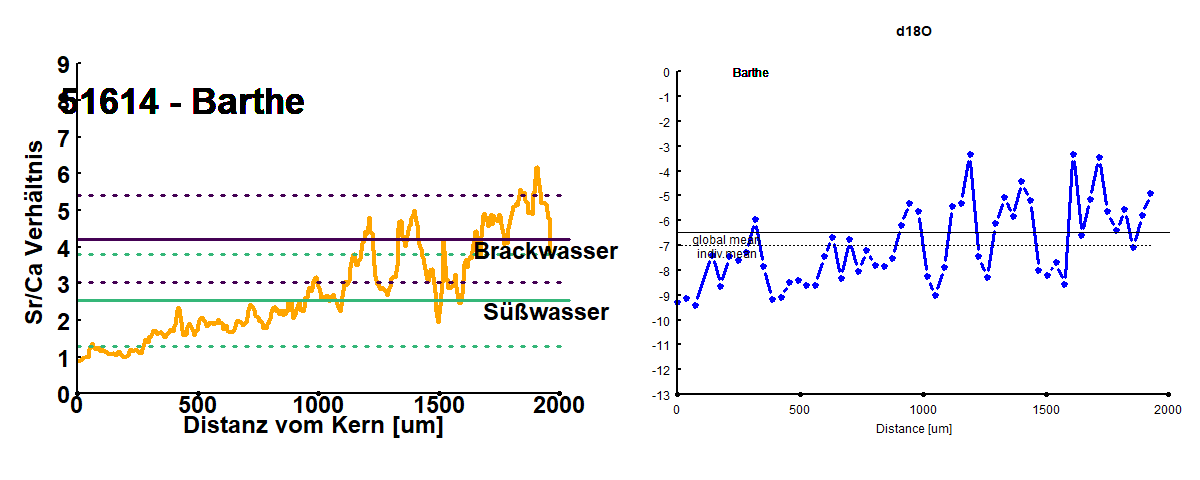 9
51614 - Barthe
8
7
6
5
4
3
2
1
0
Sr/Ca Verhältnis
Brackwasser
Süßwasser
0 500 1000 1500 2000
Distanz vom Kern [um]
d18O
Barthe
0
-1
-2
-3
-4
-5
-6
-7
-8
-9
-10
-11
-12
-13
global mean
indiv.mean
0 500 1000 1500 2000
Distance [um]